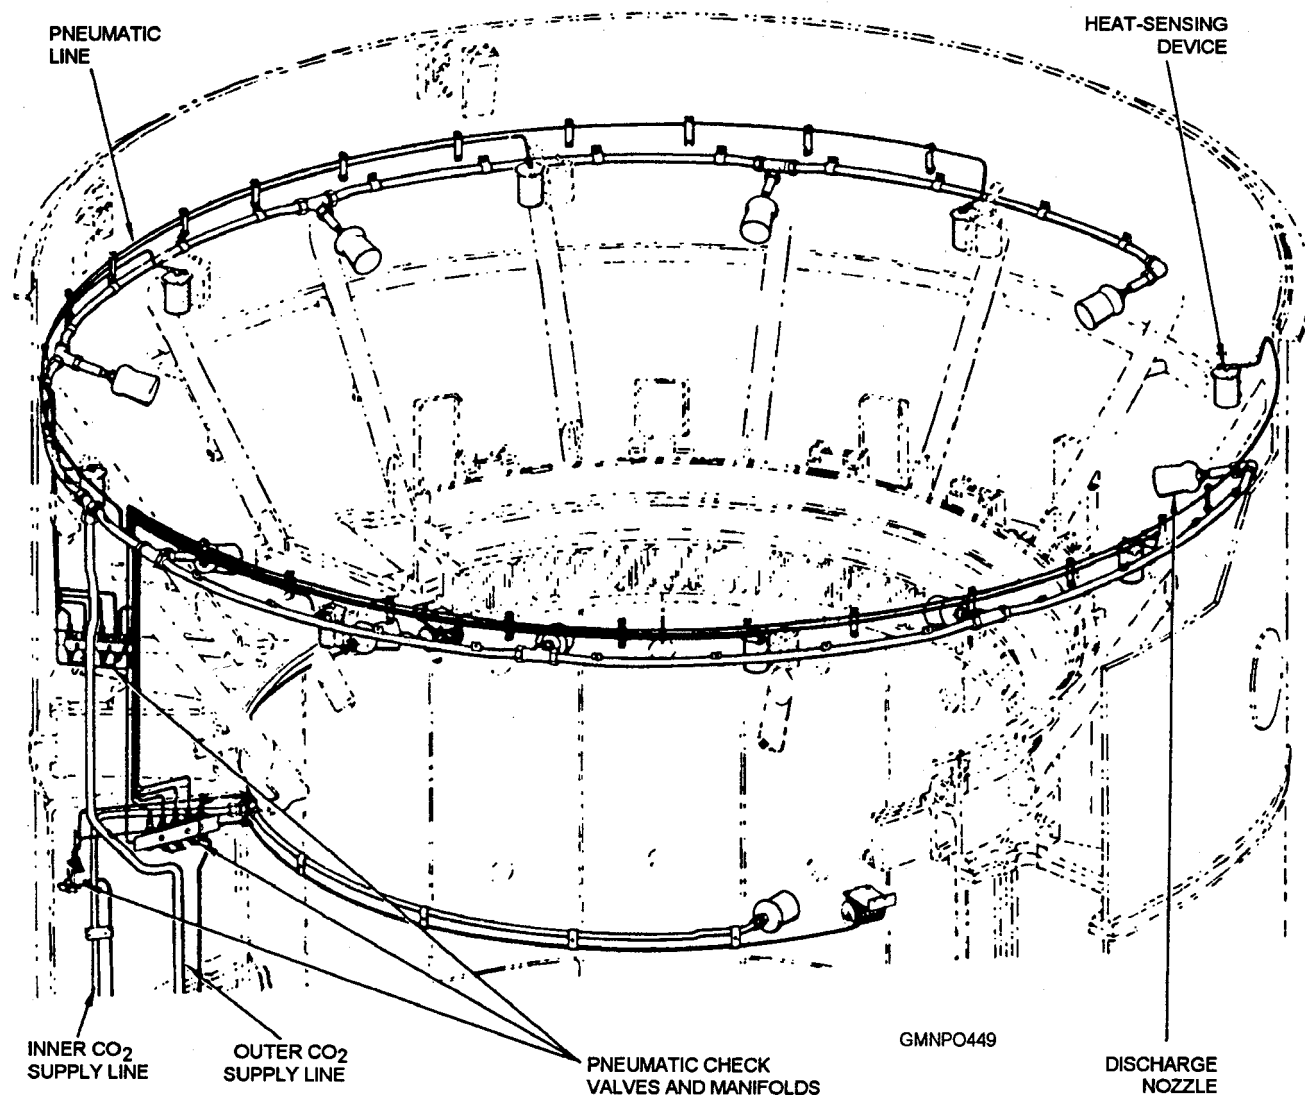 PNEUMATIC
LINE
HEAT-SENSING
DEVICE
INNER CO₂
SUPPLY LINE
OUTER CO₂
SUPPLY LINE
PNEUMATIC CHECK
VALVES AND MANIFOLDS
GMNPO449
DISCHARGE
NOZZLE